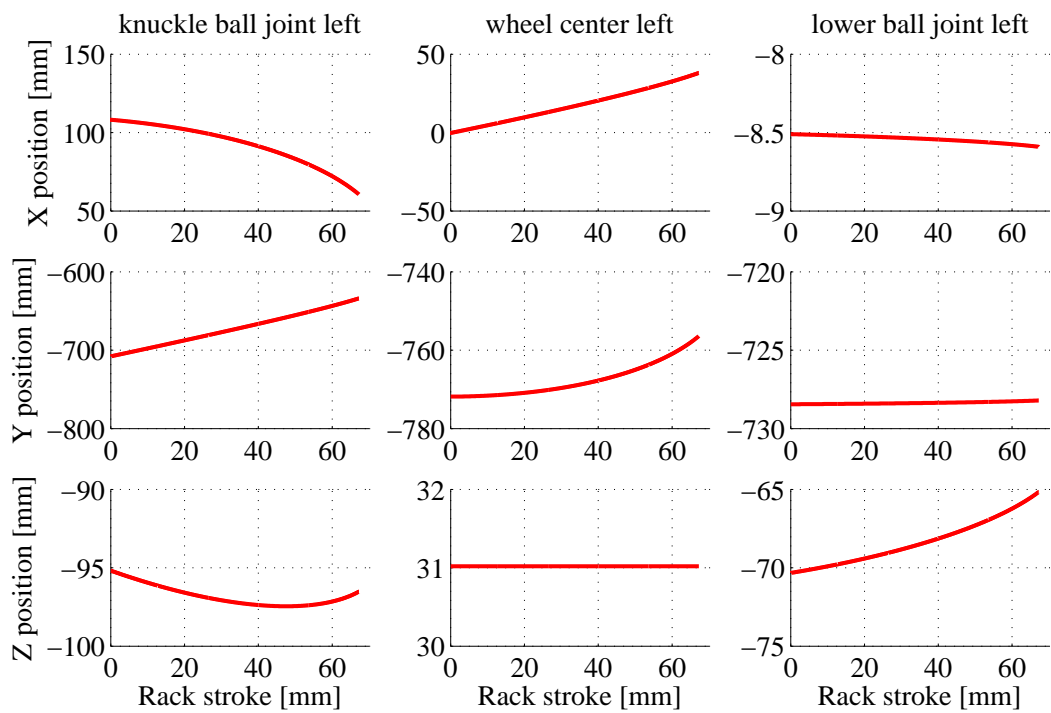 knuckle ball joint left wheel center left lower ball joint left
X position [mm]
150
100
50
0 20 40 60
50
0
−50
0 20 40 60
−8
−8.5
−9
0 20 40 60
Y position [mm]
−600
−700
−800
0 20 40 60
−740
−760
−780
0 20 40 60
−720
−725
−730
0 20 40 60
Z position [mm]
−90
−95
−100
0 20 40 60
Rack stroke [mm]
32
31
30
0 20 40 60
Rack stroke [mm]
−65
−70
−75
0 20 40 60
Rack stroke [mm]